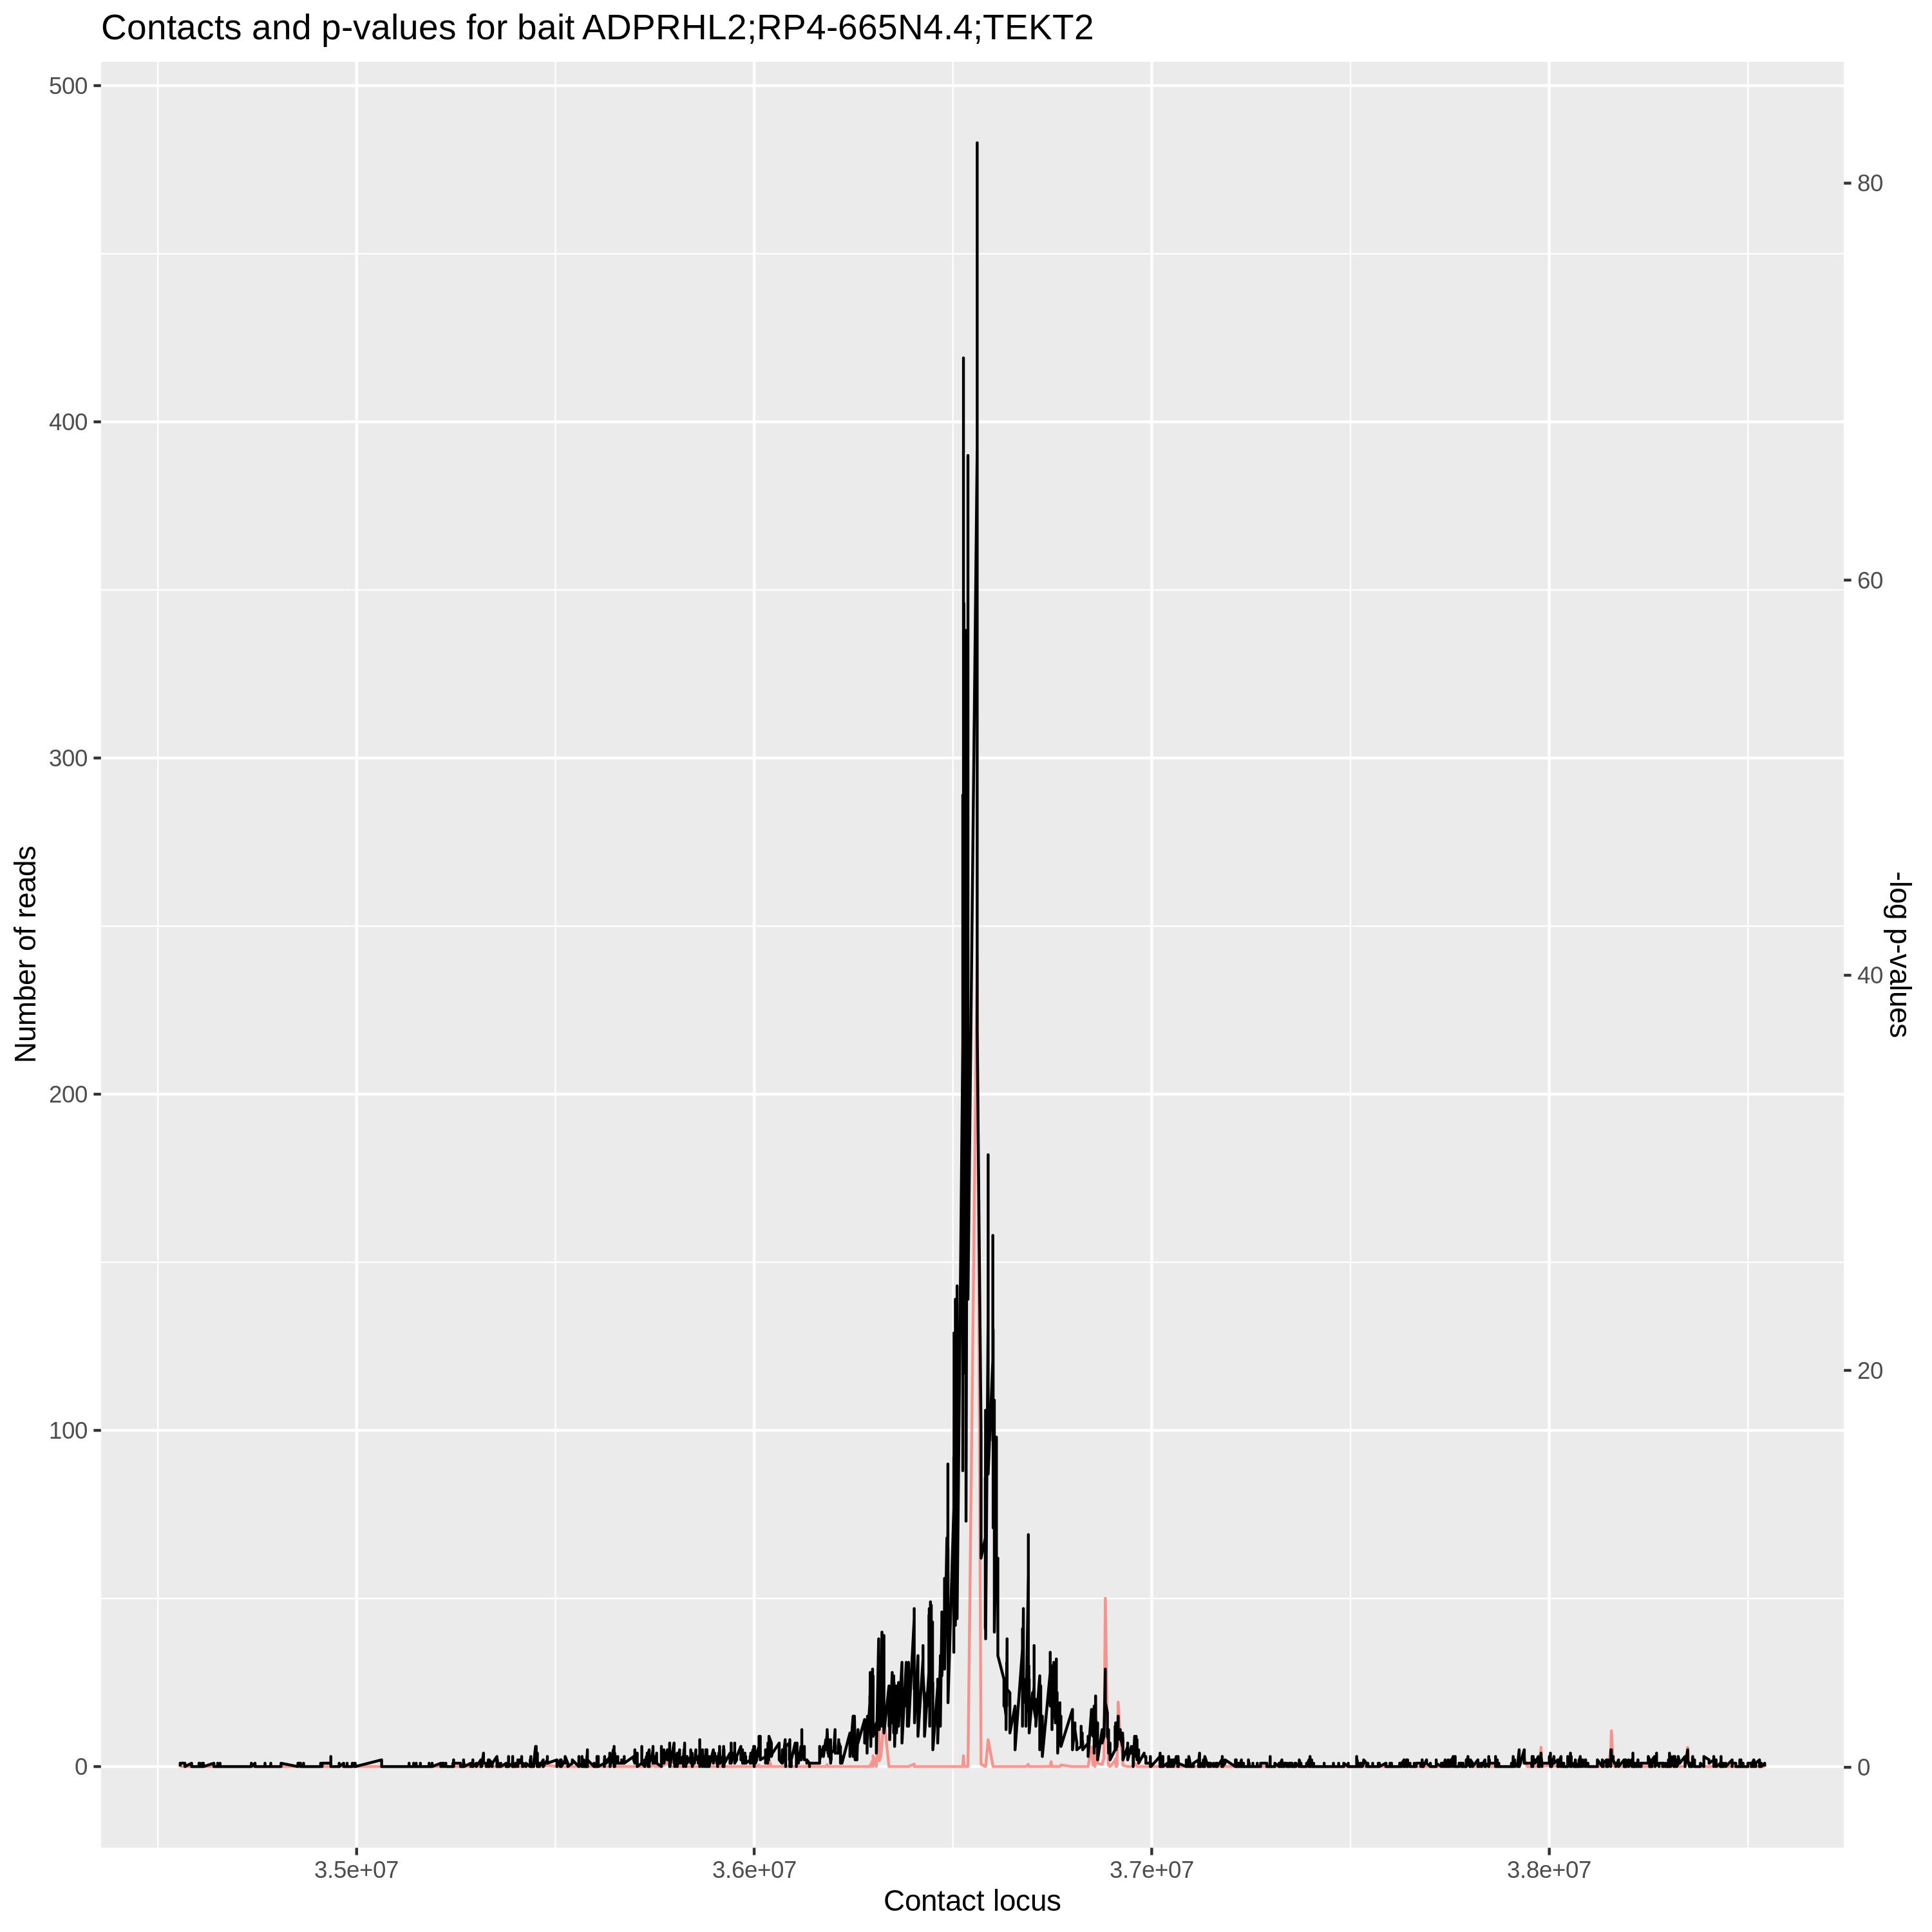 Contacts and p-values for bait ADPRHL2;RP4-665N4.4;TEKT2
500
400
300
200
100
0
Number of reads
80
60
40
20
0
-log p-values
3.5e+07
3.6e+07
3.7e+07
3.8e+07
Contact locus